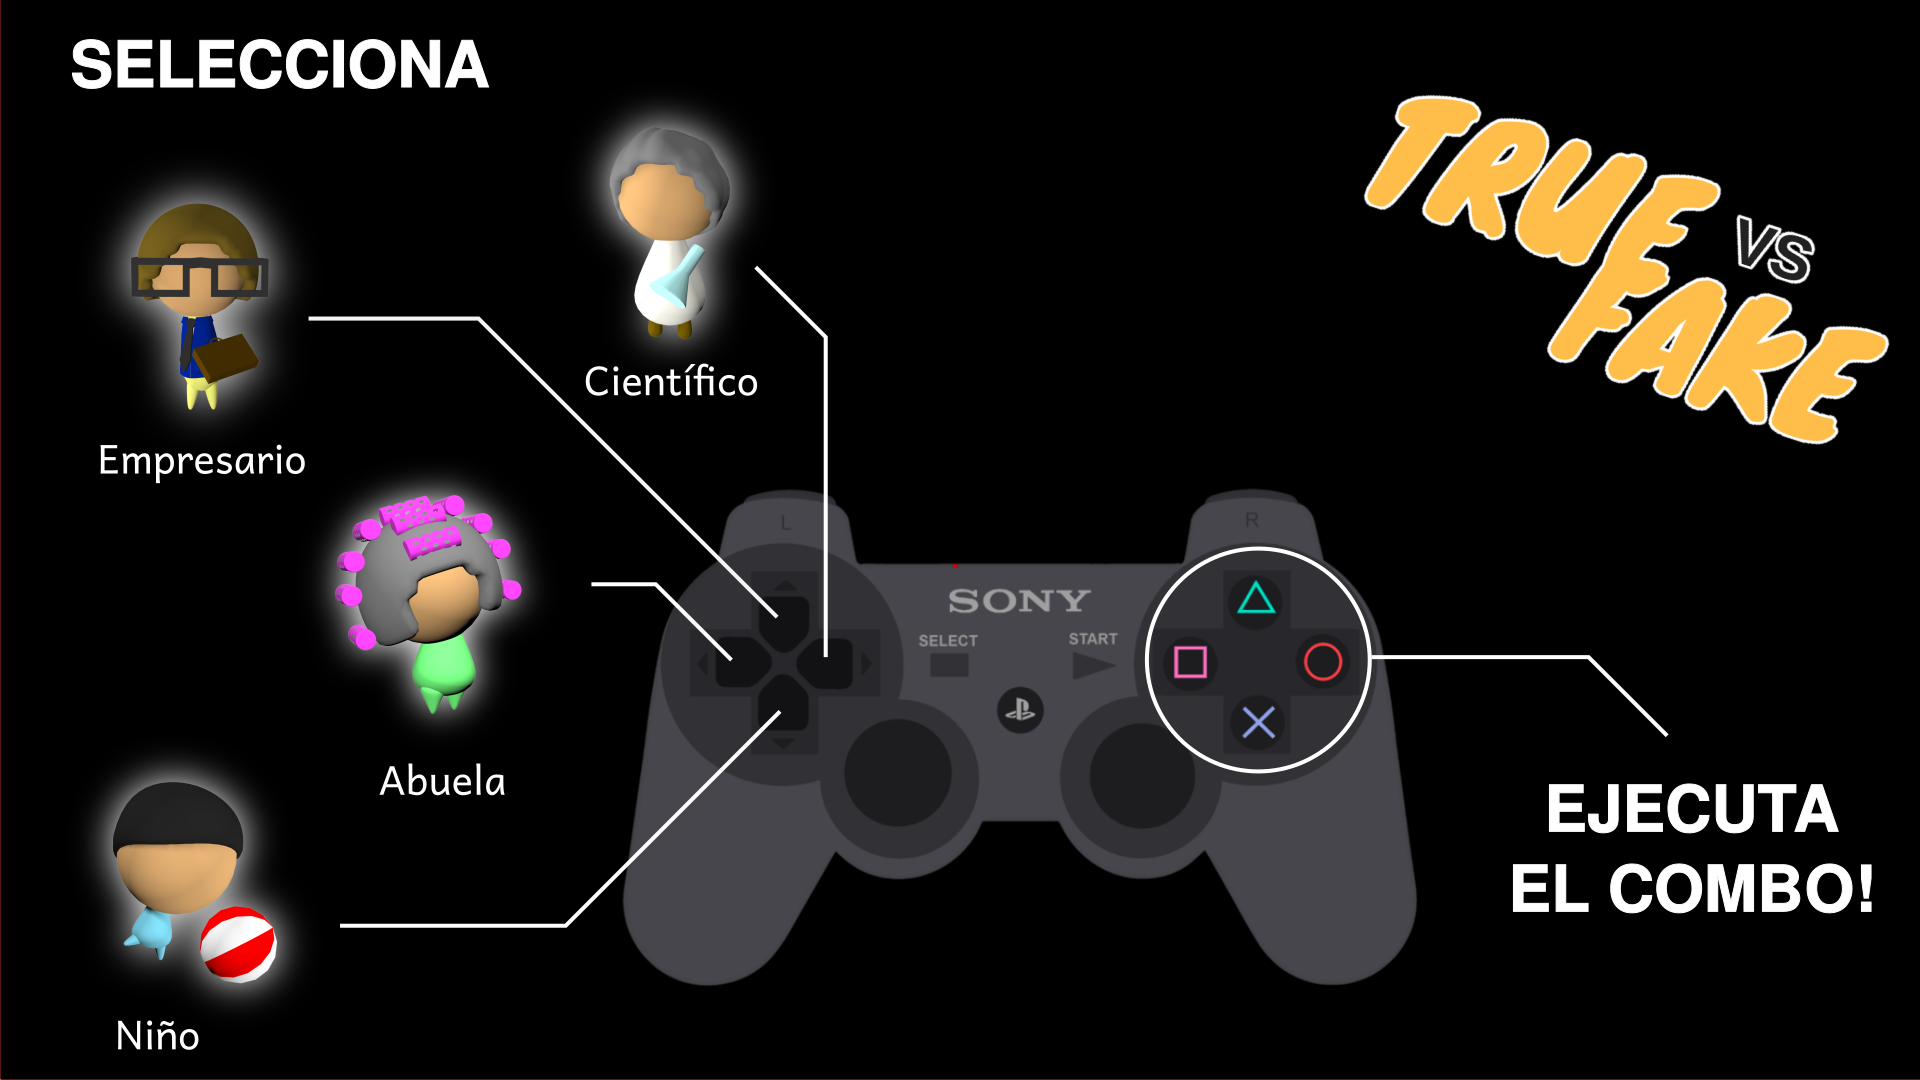 SELECCIONA
TRUE
VS
FAKE
Científico
Empresario
Abuela
Niño
L
R
SONY
SELECT
START
EJECUTA
EL COMBO!